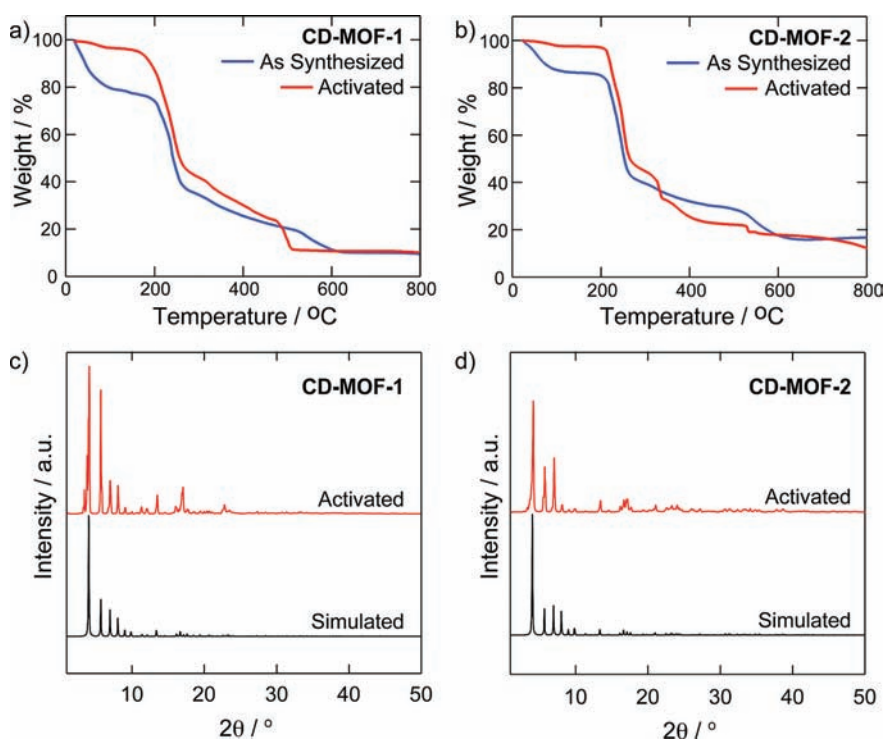 a)
CD-MOF-1
As Synthesized
Activated
Weight / %
100
80
60
40
20
0
0
200
400
600
800
Temperature / ºC
b)
CD-MOF-2
As Synthesized
Activated
Weight / %
100
80
60
40
20
0
0
200
400
600
800
Temperature / ºC
c)
CD-MOF-1
Activated
Simulated
Intensity / a.u.
10
20
30
40
50
2θ / º
d)
CD-MOF-2
Activated
Simulated
Intensity / a.u.
10
20
30
40
50
2θ / º